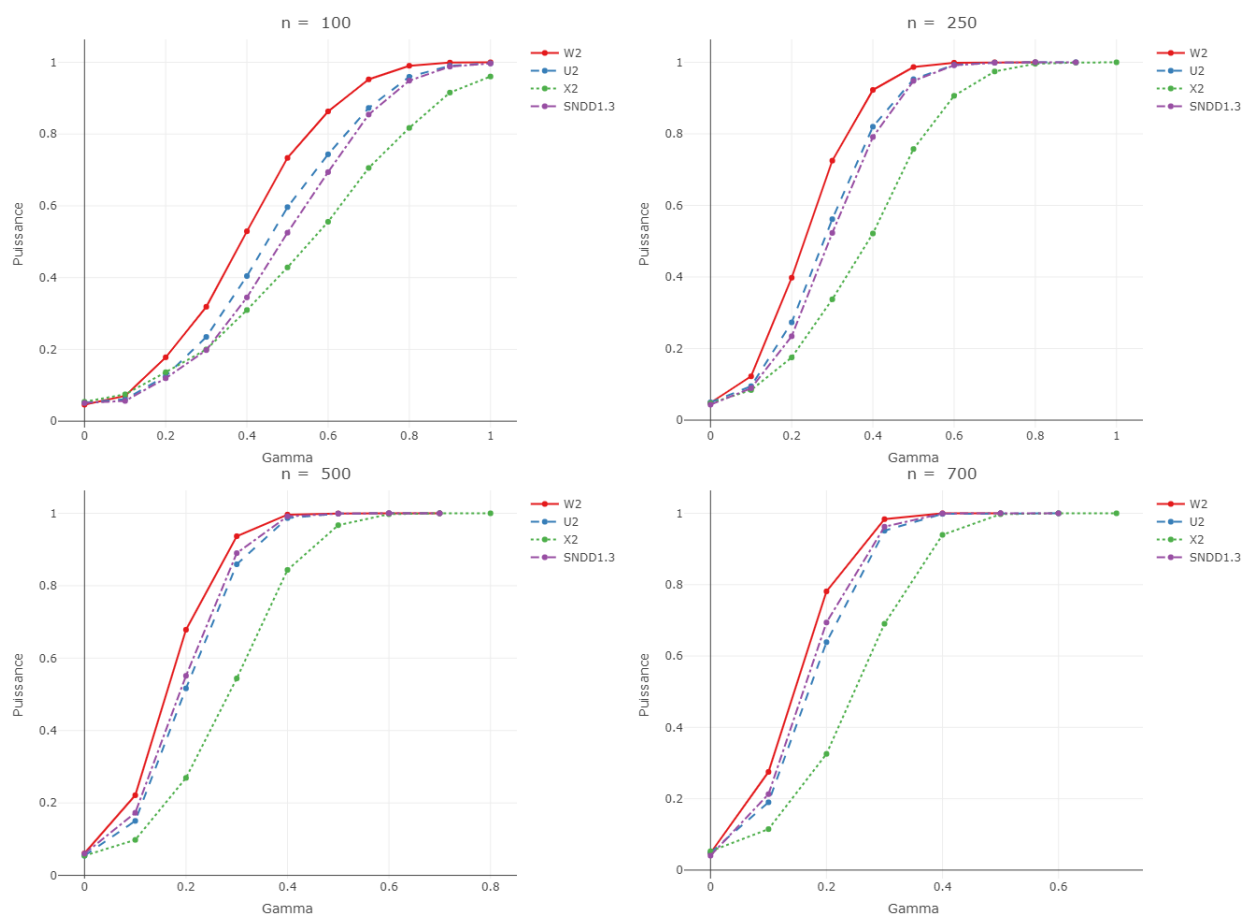 n = 100
W2
U2
X2
SNDD1.3
1
0.8
0.6
0.4
0.2
0
Puissance
0 0.2 0.4 0.6 0.8 1
Gamma
n = 250
W2
U2
X2
SNDD1.3
1
0.8
0.6
0.4
0.2
0
Puissance
0 0.2 0.4 0.6 0.8 1
Gamma
n = 500
W2
U2
X2
SNDD1.3
1
0.8
0.6
0.4
0.2
0
Puissance
0 0.2 0.4 0.6 0.8
Gamma
n = 700
W2
U2
X2
SNDD1.3
1
0.8
0.6
0.4
0.2
0
Puissance
0 0.2 0.4 0.6
Gamma